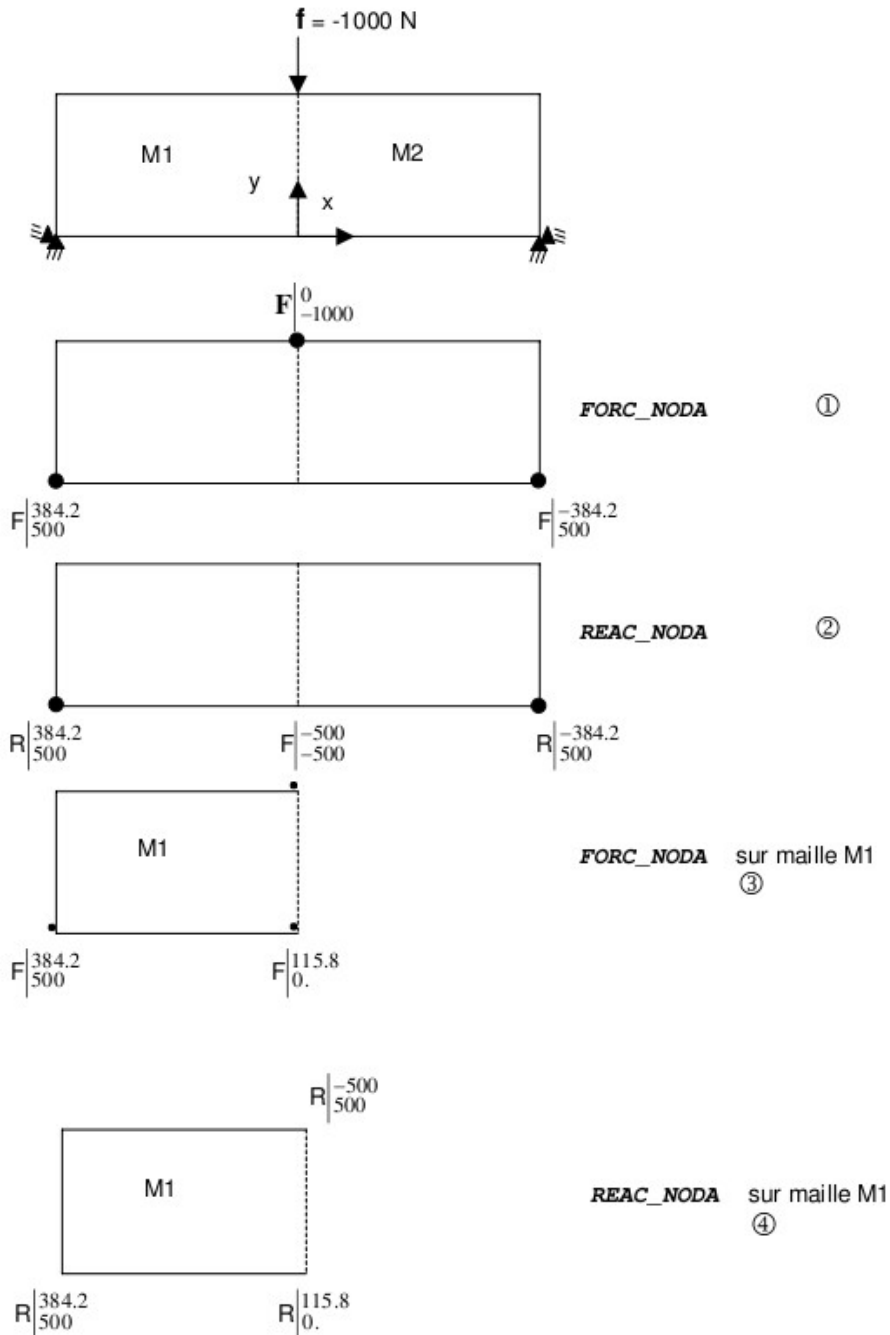 f = -1000 N
M1
M2
y
x
F|0
−1000
FORC_NODA ①
F|384.2
500
F|−384.2
500
REAC_NODA ②
R|384.2
500
F|−500
−500
R|−384.2
500
M1
FORC_NODA sur maille M1
③
F|384.2
500
F|115.8
0.
R|−500
500
M1
REAC_NODA sur maille M1
④
R|384.2
500
R|115.8
0.